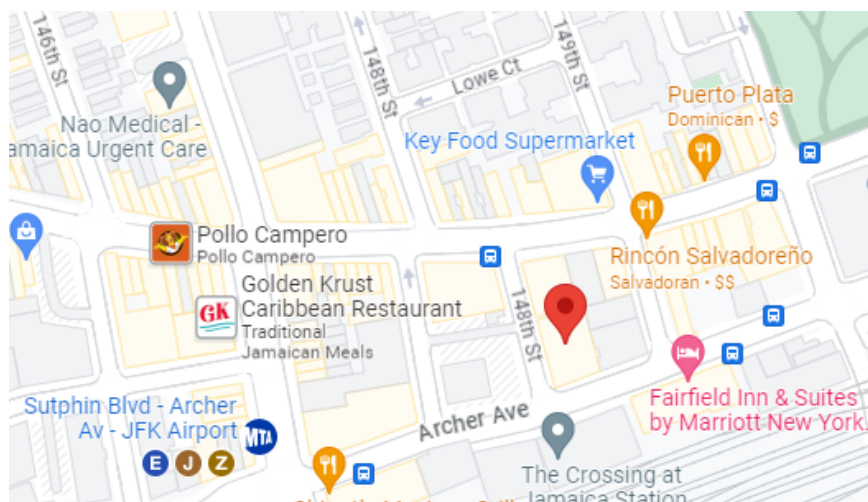 146th St
148th St
149th St
Lowe Ct
Puerto Plata
Dominican • $
Nao Medical -
amaica Urgent Care
Key Food Supermarket
Pollo Campero
Pollo Campero
Rincón Salvadoreño
Salvadoran • $$
Golden Krust
Caribbean Restaurant
Traditional
Jamaican Meals
GK
148th St
Sutphin Blvd - Archer
Av - JFK Airport
MTA
E J Z
Archer Ave
Fairfield Inn & Suites
by Marriott New York.
The Crossing at
Jamaica Station